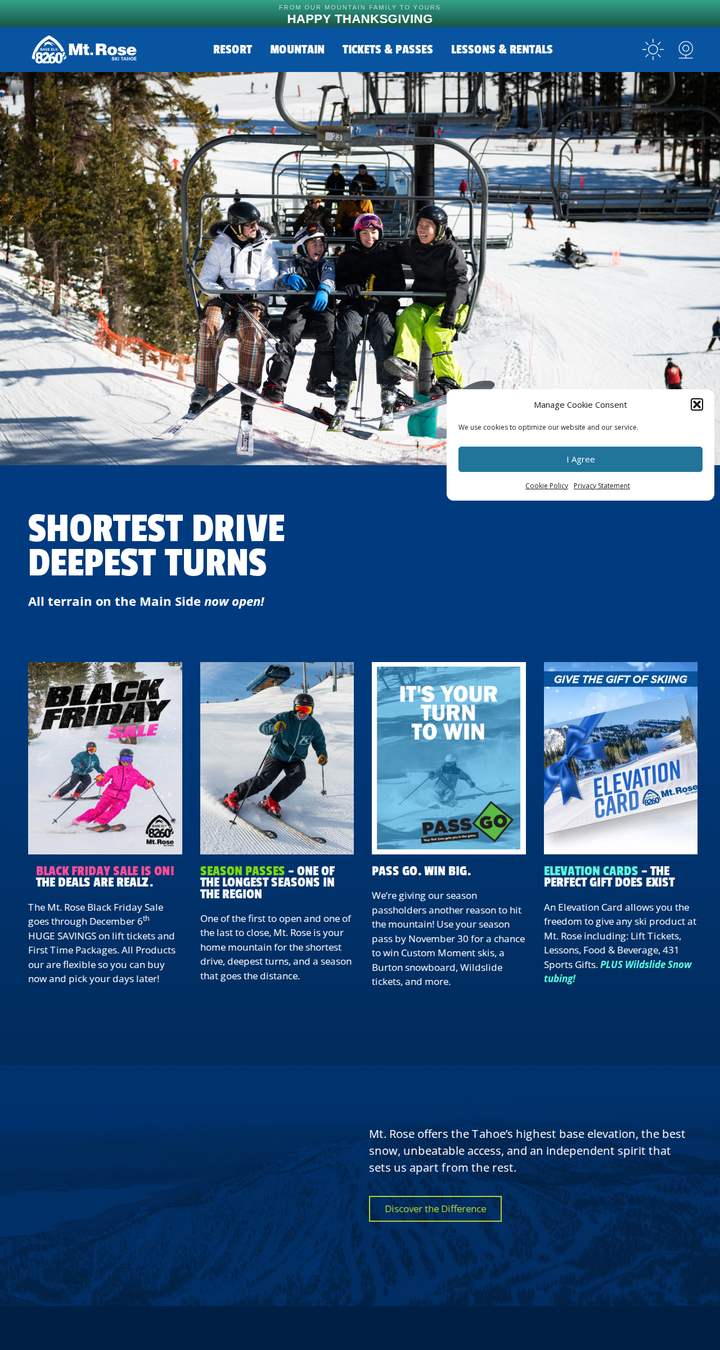 FROM OUR MOUNTAIN FAMILY TO YOURS
HAPPY THANKSGIVING
BASE ELV.
8260'
Mt. Rose
SKI TAHOE
RESORT
MOUNTAIN
TICKETS & PASSES
LESSONS & RENTALS
23
Manage Cookie Consent
We use cookies to optimize our website and our service.
I Agree
Cookie Policy Privacy Statement
SHORTEST DRIVE
DEEPEST TURNS
All terrain on the Main Side now open!
BLACK
FRIDAY
SALE
8260'
Mt. Rose
BLACK FRIDAY SALE IS ON!
THE DEALS ARE REALZ.
The Mt. Rose Black Friday Sale
goes through December 6th
HUGE SAVINGS on lift tickets and
First Time Packages. All Products
our are flexible so you can buy
now and pick your days later!
SEASON PASSES – ONE OF
THE LONGEST SEASONS IN
THE REGION
One of the first to open and one of
the last to close, Mt. Rose is your
home mountain for the shortest
drive, deepest turns, and a season
that goes the distance.
IT'S YOUR
TURN
TO WIN
PASS GO
PASS GO. WIN BIG.
We're giving our season
passholders another reason to hit
the mountain! Use your season
pass by November 30 for a chance
to win Custom Moment skis, a
Burton snowboard, Wildslide
tickets, and more.
GIVE THE GIFT OF SKIING
ELEVATION
CARD
8260'
Mt. Rose
ELEVATION CARDS – THE
PERFECT GIFT DOES EXIST
An Elevation Card allows you the
freedom to give any ski product at
Mt. Rose including: Lift Tickets,
Lessons, Food & Beverage, 431
Sports Gifts. PLUS Wildslide Snow
tubing!
Mt. Rose offers the Tahoe's highest base elevation, the best
snow, unbeatable access, and an independent spirit that
sets us apart from the rest.
Discover the Difference